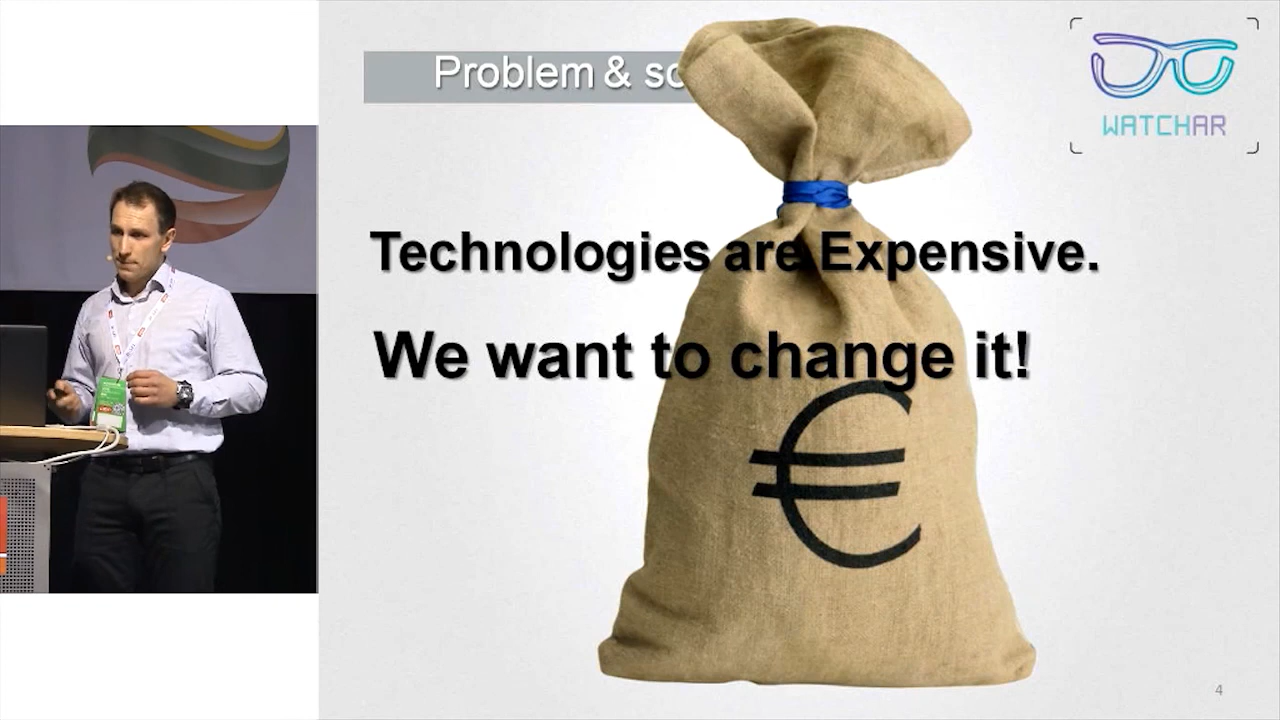 Problem & so
WATCHAR
Technologies are Expensive.
We want to change it!
€
4